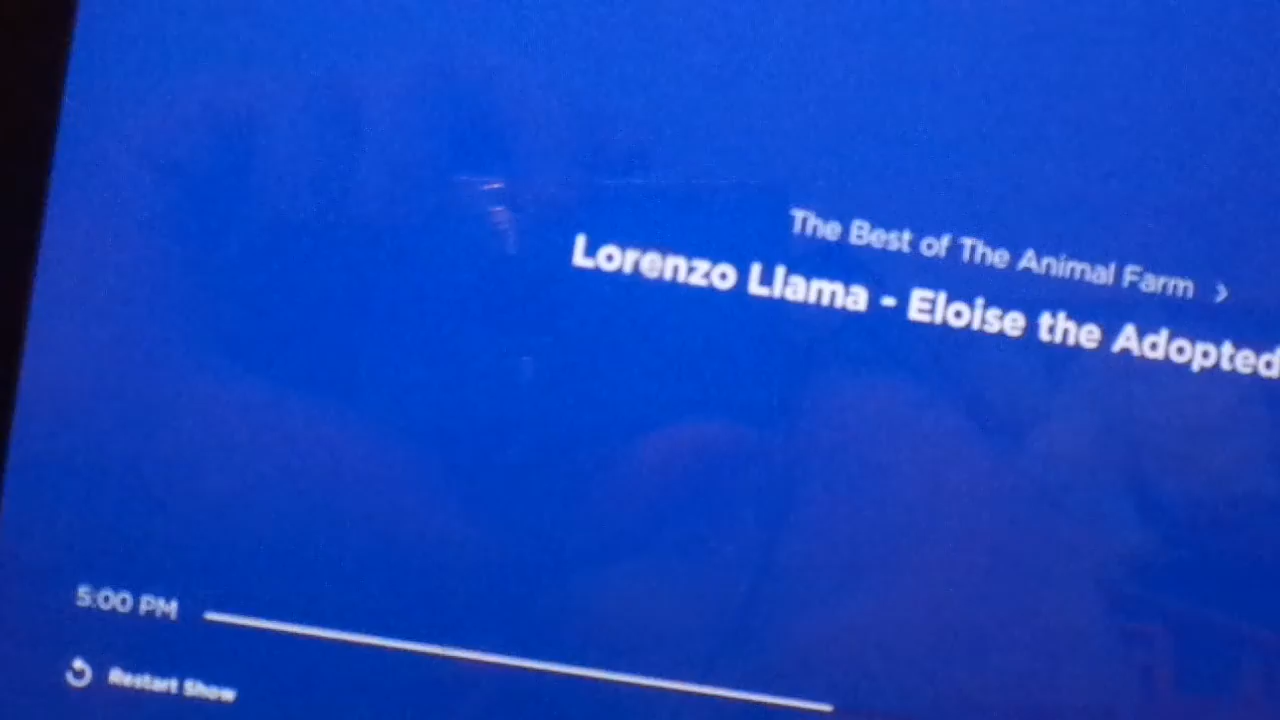 The Best of The Animal Farm >
Lorenzo Llama - Eloise the Adopted
5:00 PM
Restart Show